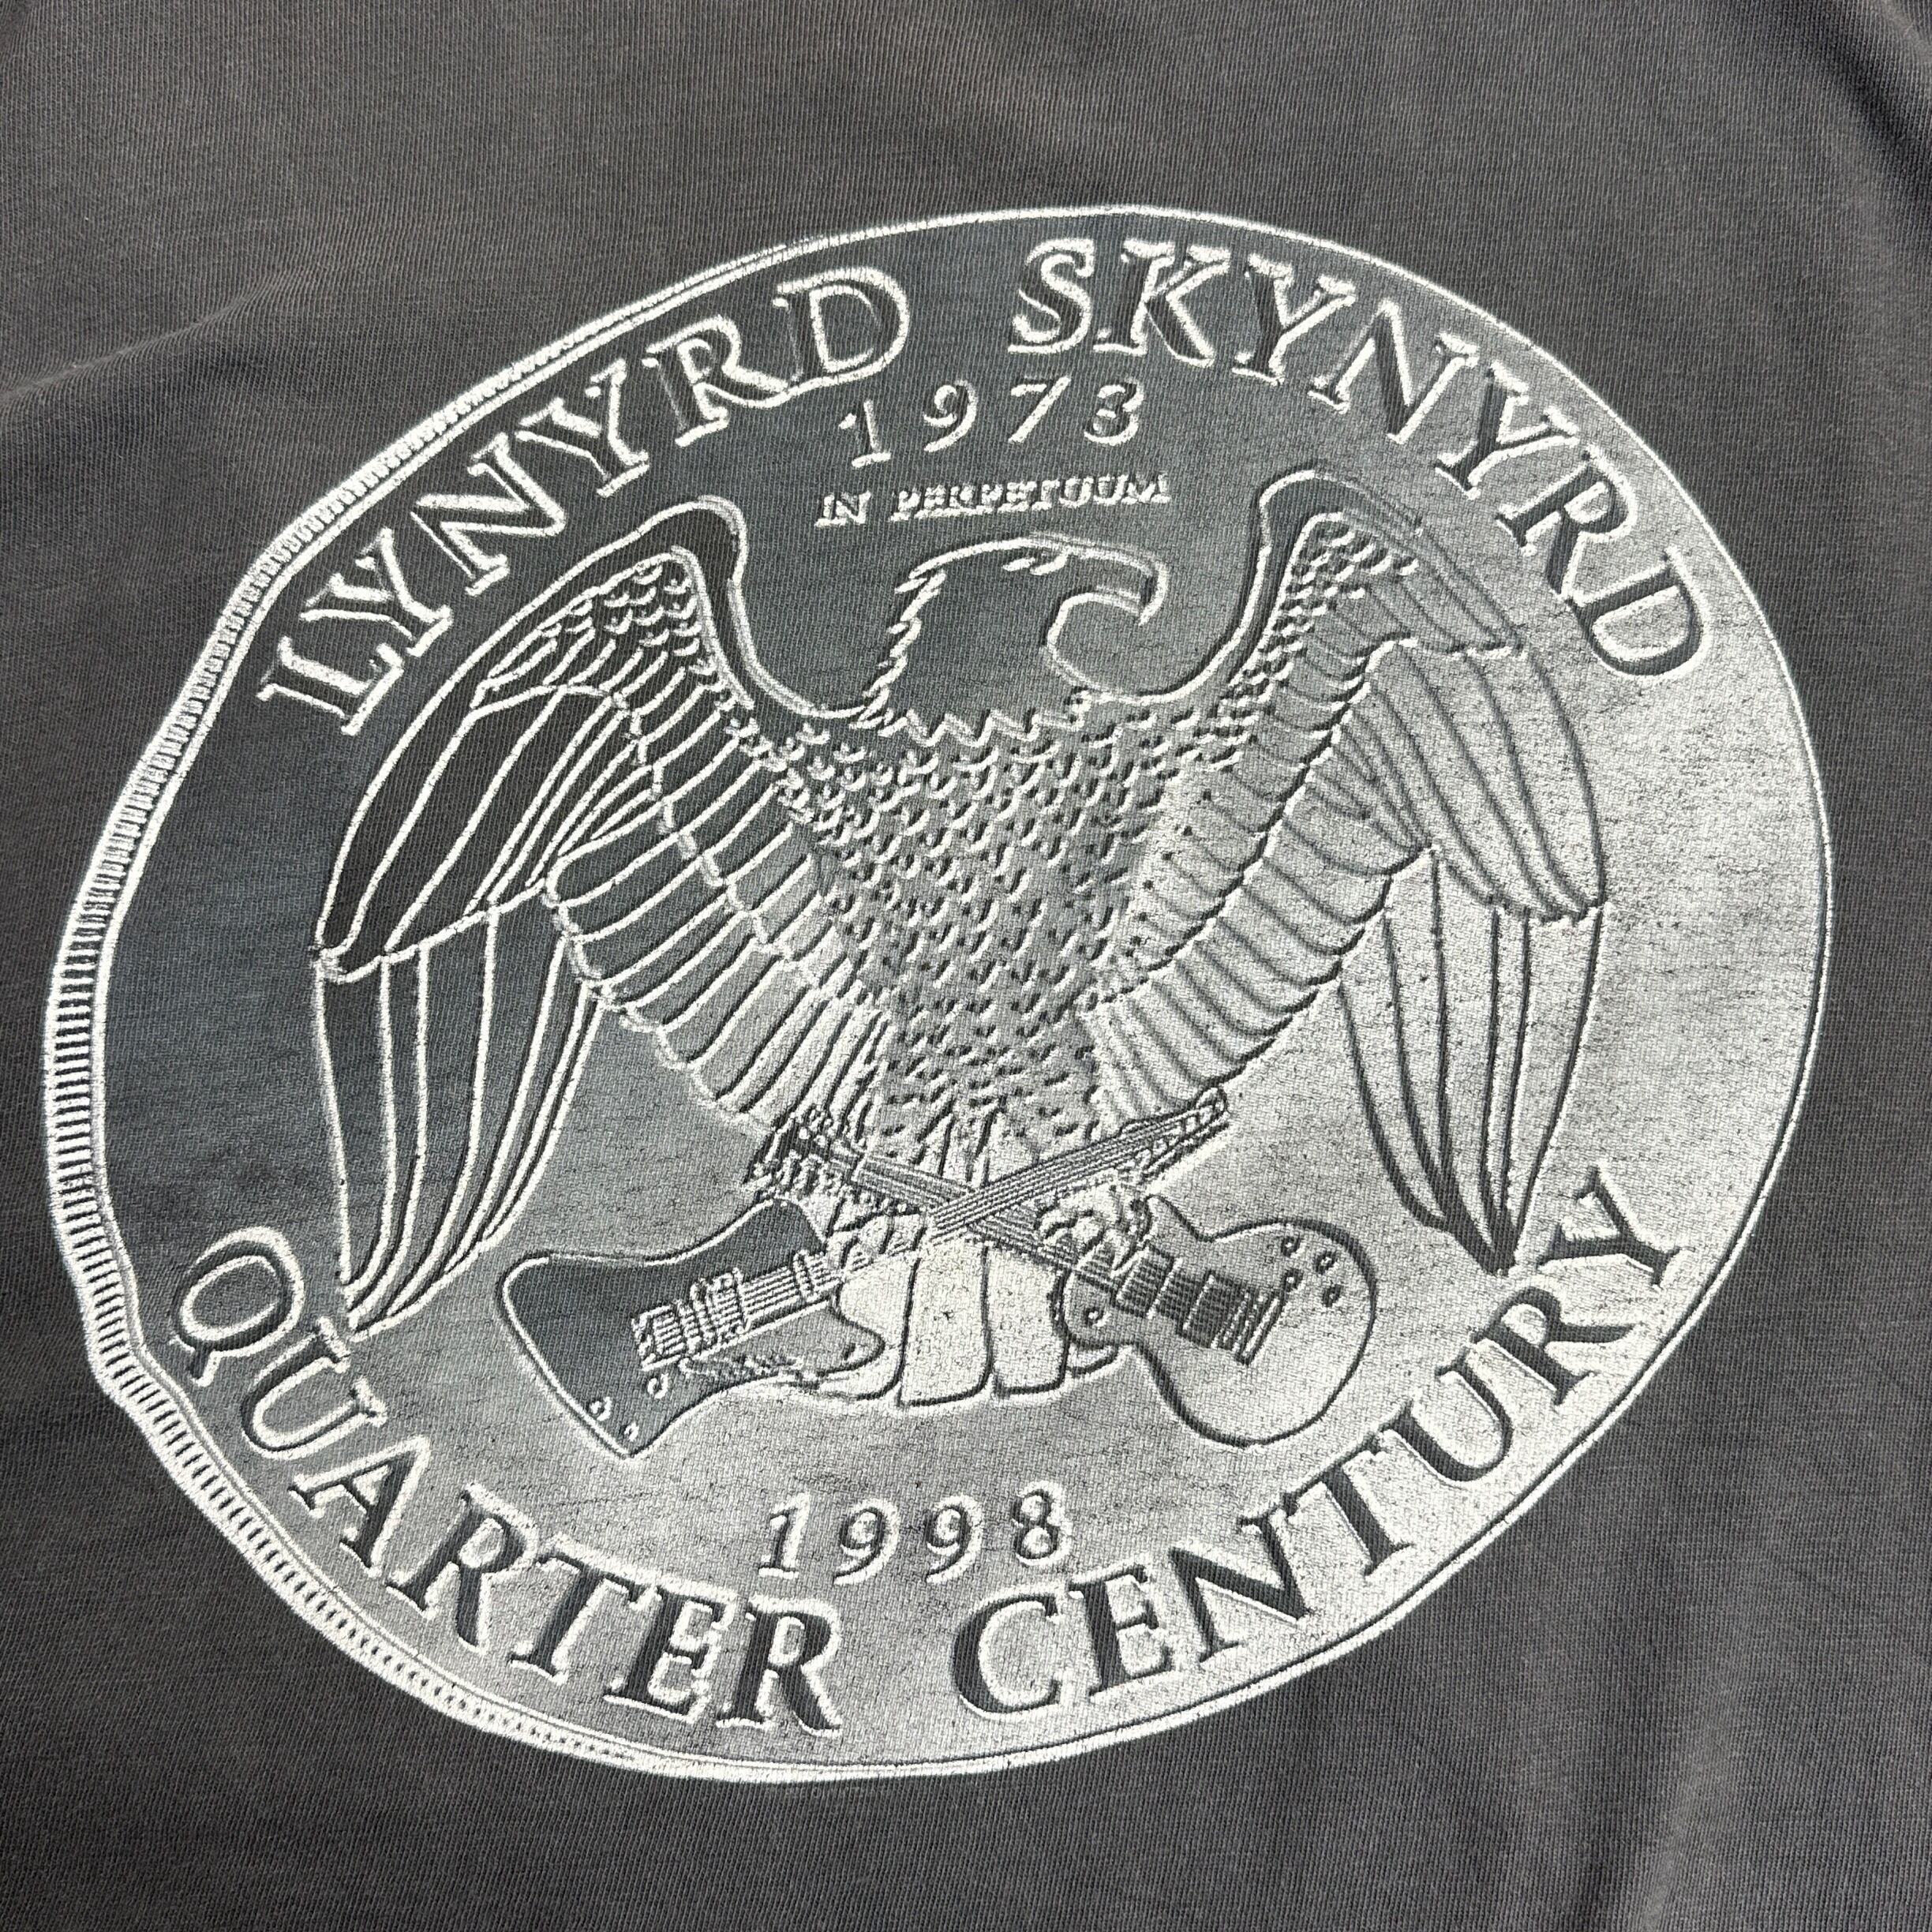 LYNYRD SKYNYRD
1973
IN PERPETUUM
1998
QUARTER CENTURY